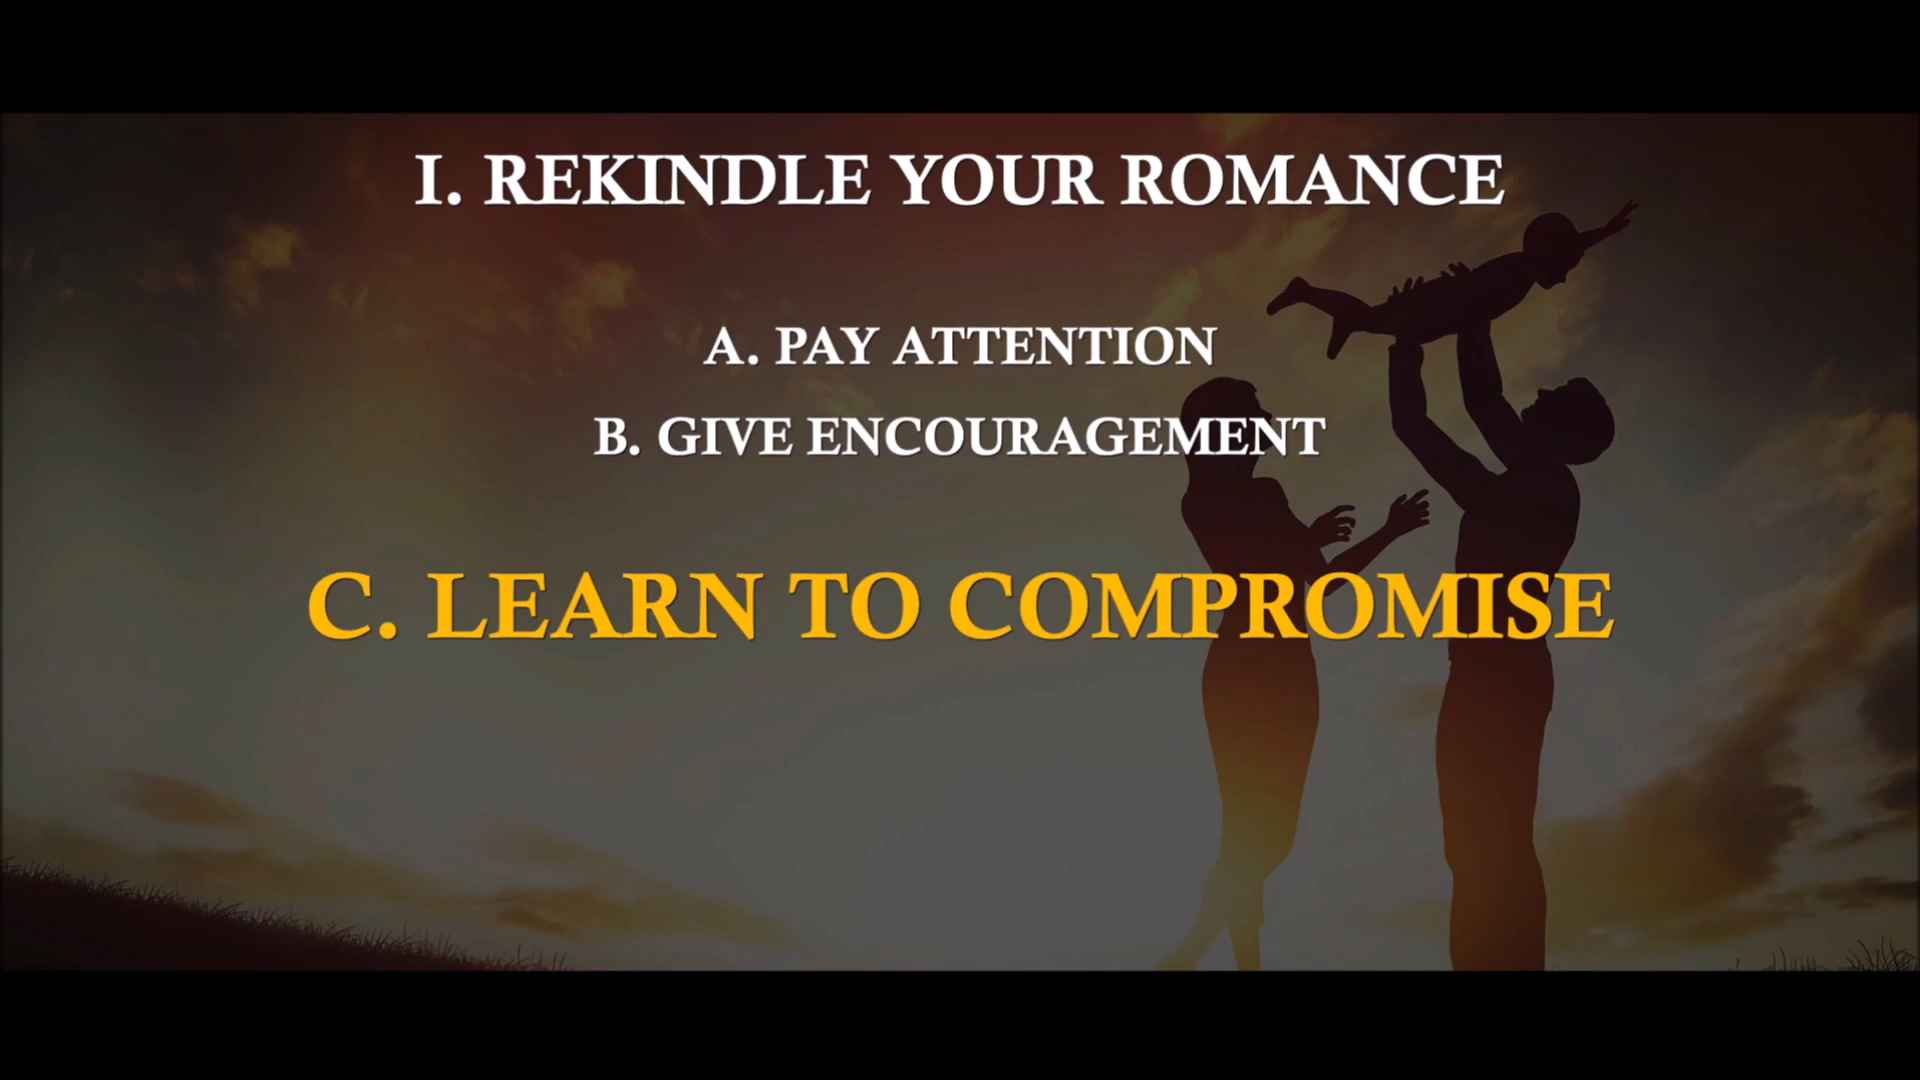 I. REKINDLE YOUR ROMANCE
A. PAY ATTENTION
B. GIVE ENCOURAGEMENT
C. LEARN TO COMPROMISE